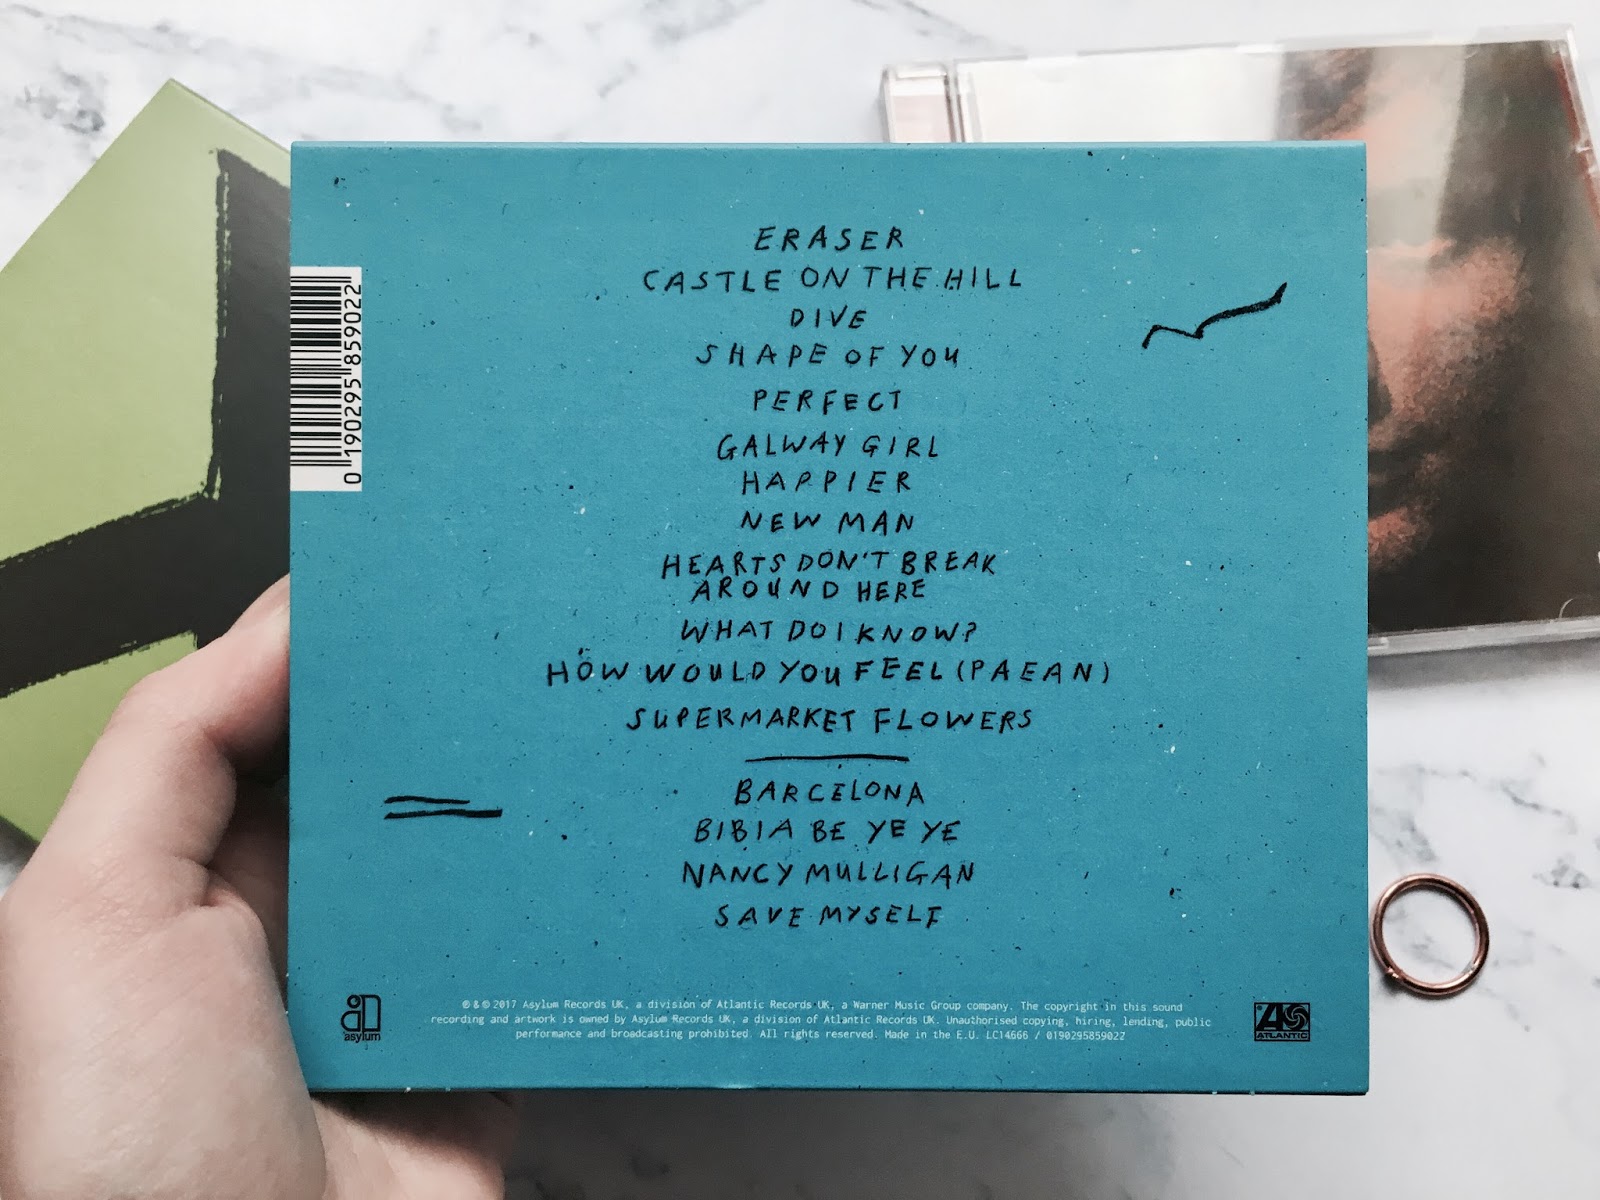 ERASER
CASTLE ON THE HILL
DIVE
SHAPE OF YOU
PERFECT
GALWAY GIRL
HAPPIER
NEW MAN
HEARTS DON'T BREAK
AROUND HERE
WHAT DO I KNOW?
HOW WOULD YOU FEEL (PAEAN)
SUPERMARKET FLOWERS
BARCELONA
BIBIA BE YE YE
NANCY MULLIGAN
SAVE MYSELF
0 190295 859022
asylum
℗ & © 2017 Asylum Records UK, a division of Atlantic Records UK, a Warner Music Group company. The copyright in this sound
recording and artwork is owned by Asylum Records UK, a division of Atlantic Records UK. Unauthorised copying, hiring, lending, public
performance and broadcasting prohibited. All rights reserved. Made in the E.U. LC14666 / 0190295859022
ATLANTIC